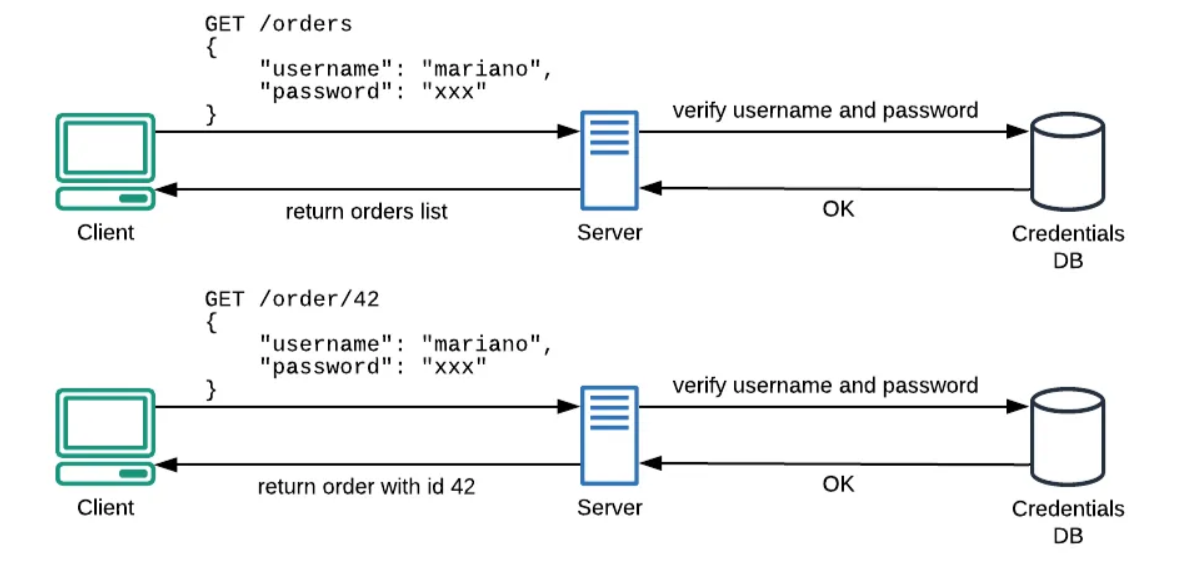 GET /orders
{
    "username": "mariano",
    "password": "xxx"
}
verify username and password
return orders list
OK
Client
Server
Credentials
DB
GET /order/42
{
    "username": "mariano",
    "password": "xxx"
}
verify username and password
return order with id 42
OK
Client
Server
Credentials
DB